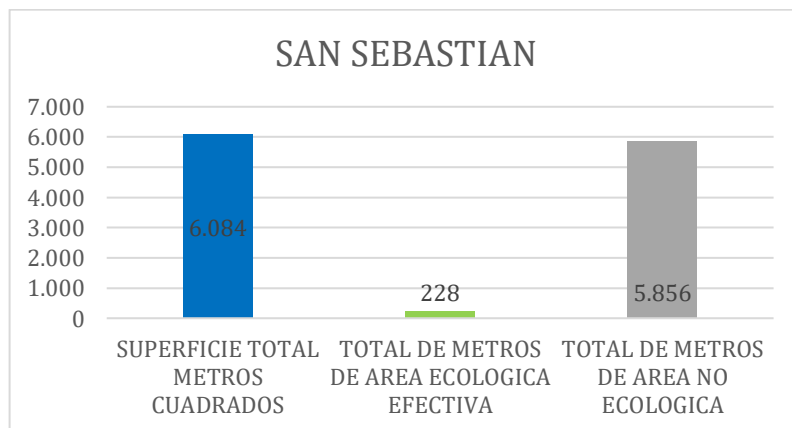 SAN SEBASTIAN
7.000
6.000
5.000
4.000
3.000
2.000
1.000
0
6.084
228
5.856
SUPERFICIE TOTAL
METROS
CUADRADOS
TOTAL DE METROS
DE AREA ECOLOGICA
EFECTIVA
TOTAL DE METROS
DE AREA NO
ECOLOGICA